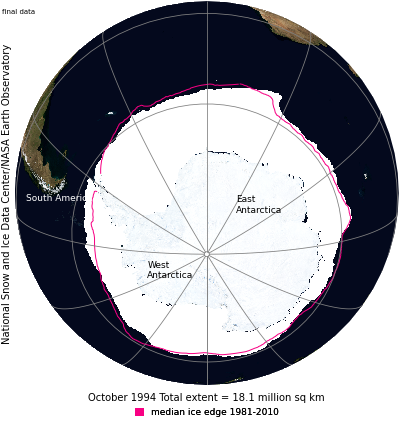 final data
National Snow and Ice Data Center/NASA Earth Observatory
South Americ
East
Antarctica
West
Antarctica
October 1994 Total extent = 18.1 million sq km
median ice edge 1981-2010